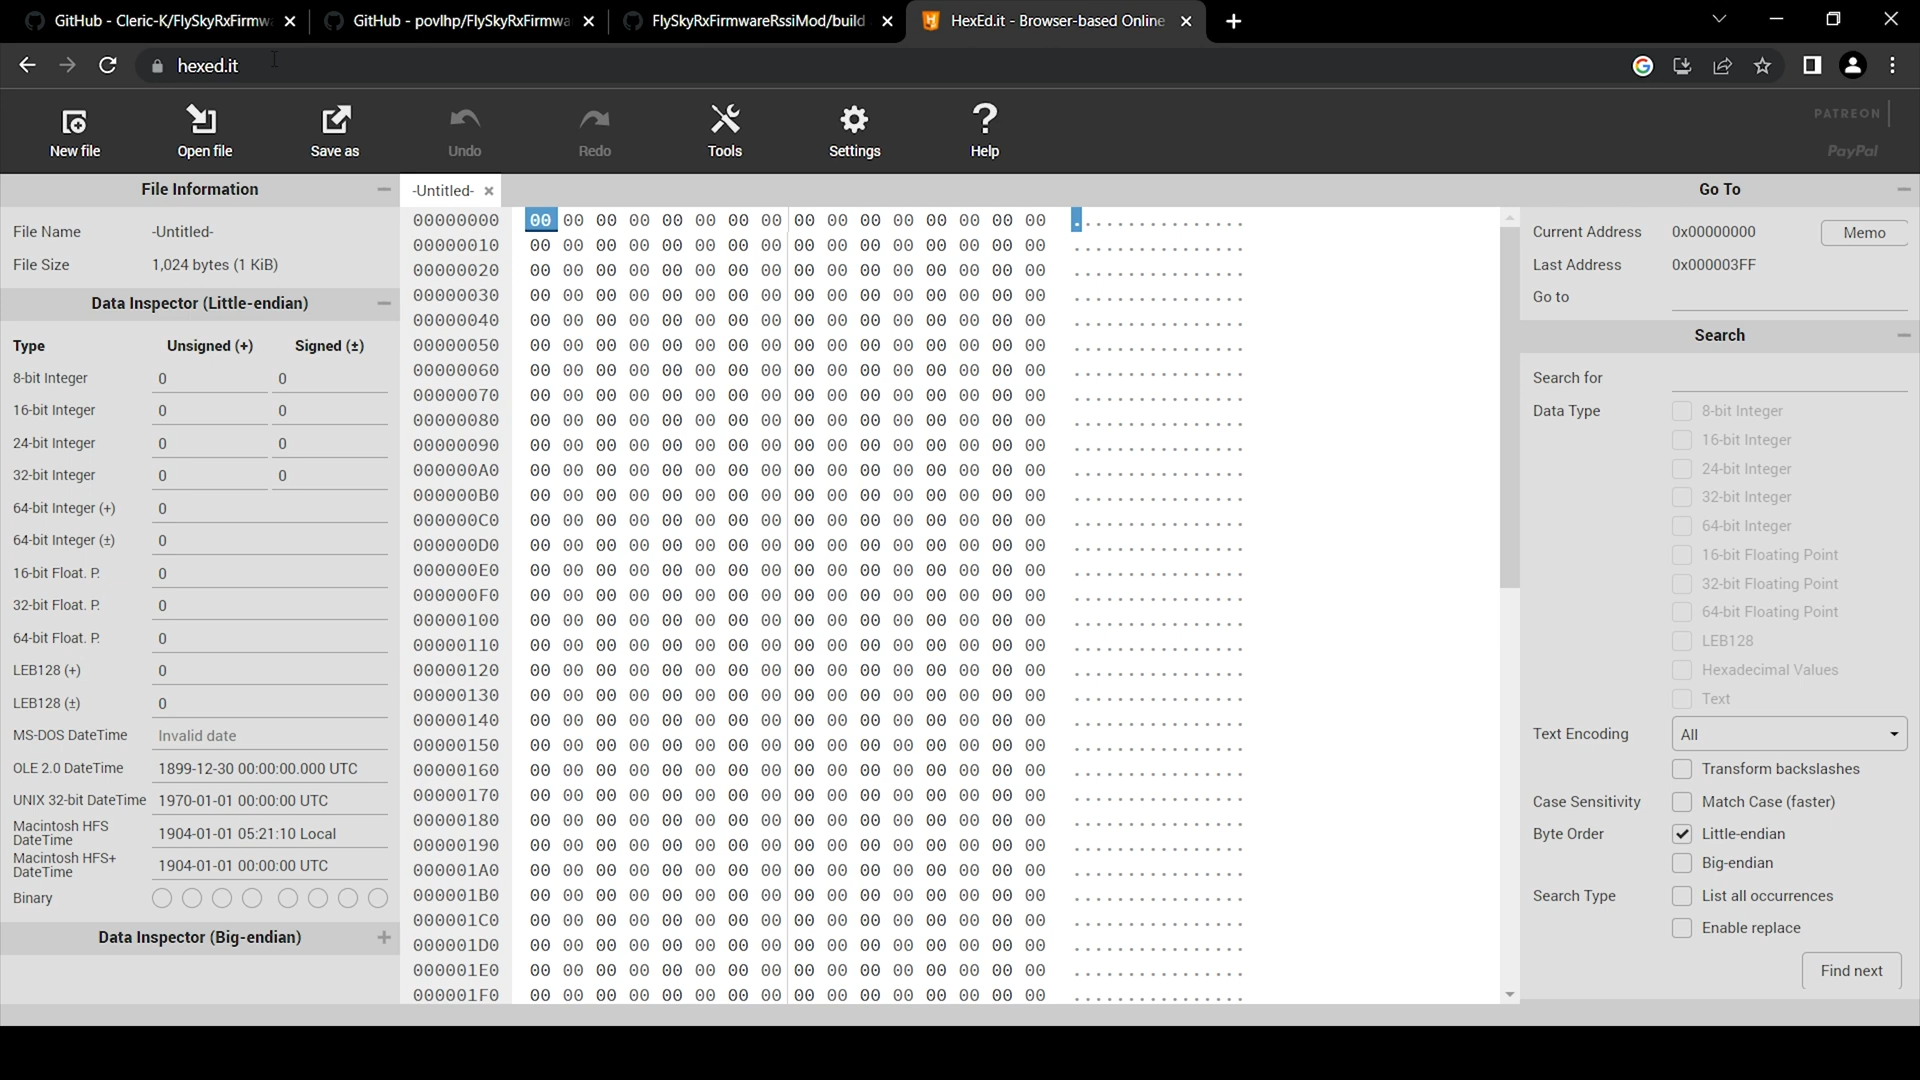 GitHub - Cleric-K/FlySkyRxFirmw
GitHub - povlhp/FlySkyRxFirmwa
FlySkyRxFirmwareRssiMod/build
HexEd.it - Browser-based Online
hexed.it
New file
Open file
Save as
Undo
Redo
Tools
Settings
Help
PATREON
PayPal
File Information
File Name -Untitled-
File Size 1,024 bytes (1 KiB)
Data Inspector (Little-endian)
Type Unsigned (+) Signed (±)
8-bit Integer 0 0
16-bit Integer 0 0
24-bit Integer 0 0
32-bit Integer 0 0
64-bit Integer (+) 0
64-bit Integer (±) 0
16-bit Float. P. 0
32-bit Float. P. 0
64-bit Float. P. 0
LEB128 (+) 0
LEB128 (±) 0
MS-DOS DateTime Invalid date
OLE 2.0 DateTime 1899-12-30 00:00:00.000 UTC
UNIX 32-bit DateTime 1970-01-01 00:00:00 UTC
Macintosh HFS DateTime 1904-01-01 05:21:10 Local
Macintosh HFS+ DateTime 1904-01-01 00:00:00 UTC
Binary
Data Inspector (Big-endian)
-Untitled-
00000000 00 00 00 00 00 00 00 00 00 00 00 00 00 00 00 00 ................
00000010 00 00 00 00 00 00 00 00 00 00 00 00 00 00 00 00 ................
00000020 00 00 00 00 00 00 00 00 00 00 00 00 00 00 00 00 ................
00000030 00 00 00 00 00 00 00 00 00 00 00 00 00 00 00 00 ................
00000040 00 00 00 00 00 00 00 00 00 00 00 00 00 00 00 00 ................
00000050 00 00 00 00 00 00 00 00 00 00 00 00 00 00 00 00 ................
00000060 00 00 00 00 00 00 00 00 00 00 00 00 00 00 00 00 ................
00000070 00 00 00 00 00 00 00 00 00 00 00 00 00 00 00 00 ................
00000080 00 00 00 00 00 00 00 00 00 00 00 00 00 00 00 00 ................
00000090 00 00 00 00 00 00 00 00 00 00 00 00 00 00 00 00 ................
000000A0 00 00 00 00 00 00 00 00 00 00 00 00 00 00 00 00 ................
000000B0 00 00 00 00 00 00 00 00 00 00 00 00 00 00 00 00 ................
000000C0 00 00 00 00 00 00 00 00 00 00 00 00 00 00 00 00 ................
000000D0 00 00 00 00 00 00 00 00 00 00 00 00 00 00 00 00 ................
000000E0 00 00 00 00 00 00 00 00 00 00 00 00 00 00 00 00 ................
000000F0 00 00 00 00 00 00 00 00 00 00 00 00 00 00 00 00 ................
00000100 00 00 00 00 00 00 00 00 00 00 00 00 00 00 00 00 ................
00000110 00 00 00 00 00 00 00 00 00 00 00 00 00 00 00 00 ................
00000120 00 00 00 00 00 00 00 00 00 00 00 00 00 00 00 00 ................
00000130 00 00 00 00 00 00 00 00 00 00 00 00 00 00 00 00 ................
00000140 00 00 00 00 00 00 00 00 00 00 00 00 00 00 00 00 ................
00000150 00 00 00 00 00 00 00 00 00 00 00 00 00 00 00 00 ................
00000160 00 00 00 00 00 00 00 00 00 00 00 00 00 00 00 00 ................
00000170 00 00 00 00 00 00 00 00 00 00 00 00 00 00 00 00 ................
00000180 00 00 00 00 00 00 00 00 00 00 00 00 00 00 00 00 ................
00000190 00 00 00 00 00 00 00 00 00 00 00 00 00 00 00 00 ................
000001A0 00 00 00 00 00 00 00 00 00 00 00 00 00 00 00 00 ................
000001B0 00 00 00 00 00 00 00 00 00 00 00 00 00 00 00 00 ................
000001C0 00 00 00 00 00 00 00 00 00 00 00 00 00 00 00 00 ................
000001D0 00 00 00 00 00 00 00 00 00 00 00 00 00 00 00 00 ................
000001E0 00 00 00 00 00 00 00 00 00 00 00 00 00 00 00 00 ................
000001F0 00 00 00 00 00 00 00 00 00 00 00 00 00 00 00 00 ................
Go To
Current Address 0x00000000 Memo
Last Address 0x000003FF
Go to
Search
Search for
Data Type 8-bit Integer
16-bit Integer
24-bit Integer
32-bit Integer
64-bit Integer
16-bit Floating Point
32-bit Floating Point
64-bit Floating Point
LEB128
Hexadecimal Values
Text
Text Encoding All
Transform backslashes
Case Sensitivity Match Case (faster)
Byte Order Little-endian
Big-endian
Search Type List all occurrences
Enable replace
Find next